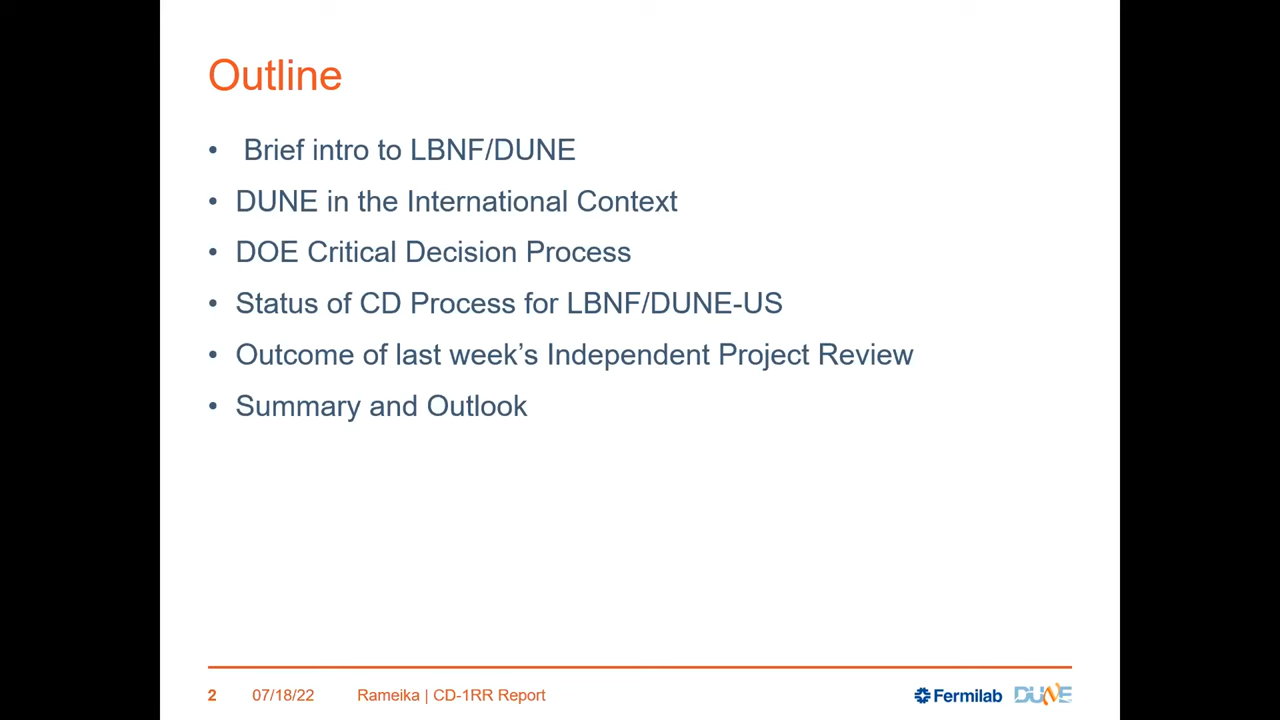 Outline
• Brief intro to LBNF/DUNE
• DUNE in the International Context
• DOE Critical Decision Process
• Status of CD Process for LBNF/DUNE-US
• Outcome of last week’s Independent Project Review
• Summary and Outlook
2 07/18/22 Rameika | CD-1RR Report Fermilab DUNE